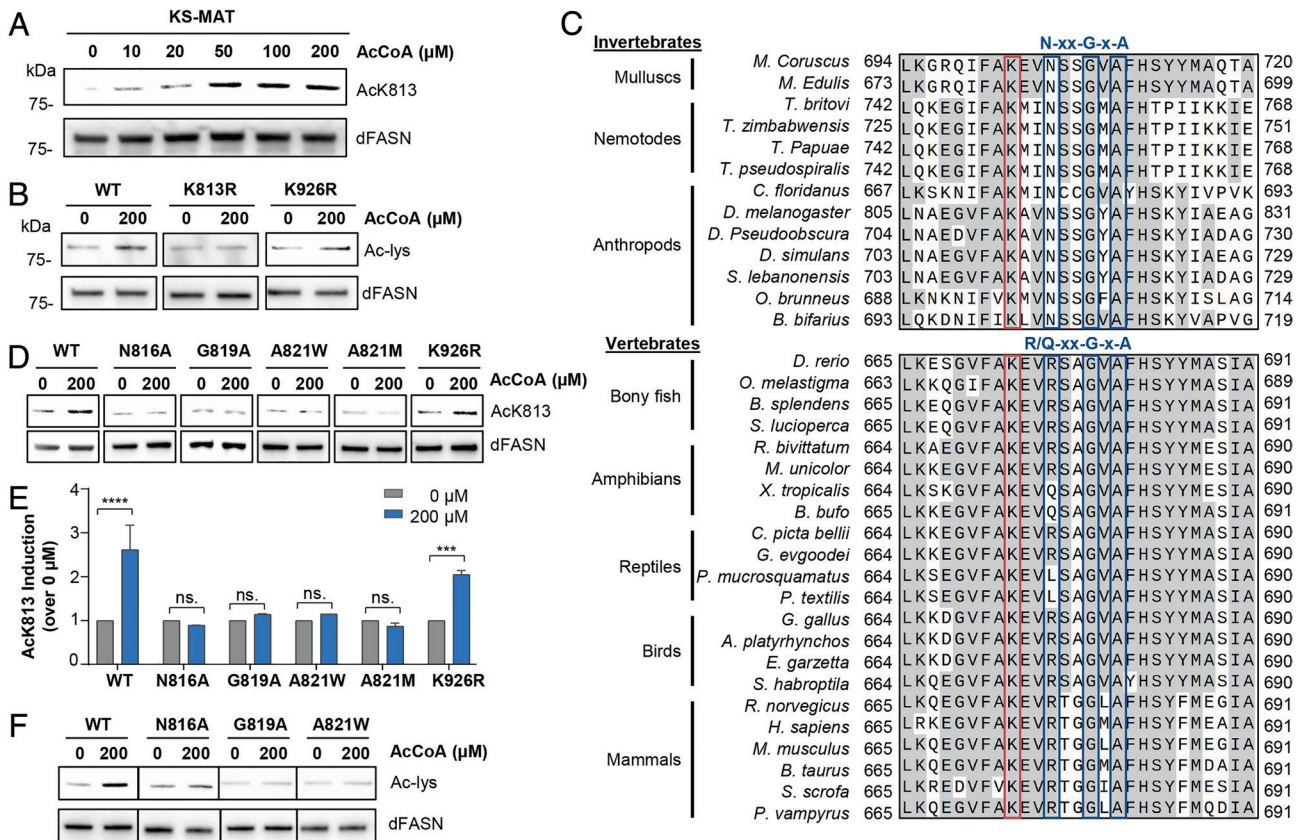 A
KS-MAT
0 10 20 50 100 200 AcCoA (µM)
kDa
75-
AcK813
75-
dFASN
B
WT K813R K926R
0 200 0 200 0 200 AcCoA (µM)
kDa
75-
Ac-lys
75-
dFASN
C
Invertebrates
N-xx-G-x-A
Mulluscs
M. Coruscus 694 LKGRQIFAKEVNSSGVAFHSYYMAQTA 720
M. Edulis 673 LKGRQIFAKEVNSSGVAFHSYYMAQTA 699
Nemotodes
T. britovi 742 LQKEGIFAKMINSSGMAFHTPIIKKIE 768
T. zimbabwensis 725 LQKEGIFAKMINSSGMAFHTPIIKKIE 751
T. Papuae 742 LQKEGIFAKMINSSGMAFHTPIIKKIE 768
T. pseudospiralis 742 LQKEGIFAKMINSSGMAFHTPIIKKIE 768
Anthropods
C. floridanus 667 LKSKNIFAKMINCCGVAYHSKYIVPVK 693
D. melanogaster 805 LNAEGVFAKAVNSSGYAFHSKYIAEAG 831
D. Pseudoobscura 704 LNAEDVFAKAVNSSGYAFHSKYIADAG 730
D. simulans 703 LNAEGVFAKAVNSSGYAFHSKYIAEAG 729
S. lebanonensis 703 LNAEGVFAKAVNSSGYAFHSKYIADAG 729
O. brunneus 688 LKNKNIFVKMVNSSGFAFHSKYISLAG 714
B. bifarius 693 LQKDNIFIKLVNSSGVAFHSKYVAPVG 719
Vertebrates
R/Q-xx-G-x-A
Bony fish
D. rerio 665 LKESGVFAKEVRSAGVAFHSYYMASIA 691
O. melastigma 663 LKKQGIFAKEVRSAGVAFHSYYMASIA 689
B. splendens 665 LKEQGVFAKEVRSAGVAFHSYYMASIA 691
S. lucioperca 665 LKEQGVFAKEVRSAGVAFHSYYMASIA 691
Amphibians
R. bivittatum 664 LKAEGVFAKEVRSAGVAFHSYYMESIA 690
M. unicolor 664 LKKEGVFAKEVRSAGVAFHSYYMASIA 690
X. tropicalis 664 LKSKGVFAKEVQSAGVAFHSYYMESIA 690
B. bufo 665 LKKEGVFAKEVQSAGVAFHSYYMASIA 691
Reptiles
C. picta bellii 664 LKKEGVFAKEVRSAGVAFHSYYMASIA 690
G. evgoodei 664 LKKEGVFAKEVRSAGVAFHSYYMASIA 690
P. mucrosquamatus 664 LKSEGVFAKEVLSAGVAFHSYYMASIA 690
P. textilis 664 LKSEGVFAKEVLSAGVAFHSYYMASIA 690
Birds
G. gallus 664 LKKDGVFAKEVRSAGVAFHSYYMASIA 690
A. platyrhynchos 664 LKKDGVFAKEVRSAGVAFHSYYMASIA 690
E. garzetta 664 LKKDGVFAKEVRSAGVAFHSYYMASIA 690
S. habroptila 664 LKQEGVFAKEVRSAGVAYHSYYMASIA 690
Mammals
R. norvegicus 665 LKQEGVFAKEVRTGGLAFHSYFMEGIA 691
H. sapiens 665 LRKEGVFAKEVRTGGMAFHSYFMEAIA 691
M. musculus 665 LKQEGVFAKEVRTGGLAFHSYFMEGIA 691
B. taurus 665 LKQEGVFAKEVRTGGMAFHSYFMDAIA 691
S. scrofa 665 LKREDVFVKEVRTGGIAFHSYFMESIA 691
P. vampyrus 665 LKQEGVFAKEVRTGGLAFHSYFMQDIA 691
D
WT N816A G819A A821W A821M K926R
0 200 0 200 0 200 0 200 0 200 0 200 AcCoA (µM)
AcK813
dFASN
E
AcK813 Induction
(over 0 µM)
4
3
2
1
0
0 µM
200 µM
**** ns. ns. ns. ns. ***
WT N816A G819A A821W A821M K926R
F
WT N816A G819A A821W
0 200 0 200 0 200 0 200 AcCoA (µM)
Ac-lys
dFASN